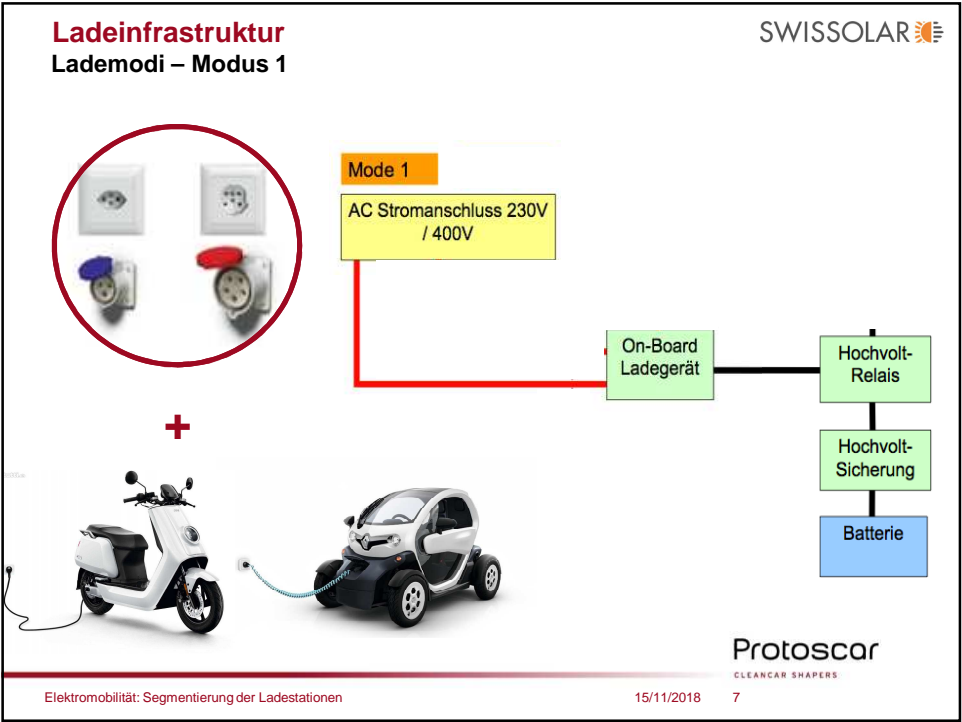 Ladeinfrastruktur
SWISSOLAR
Lademodi – Modus 1
Mode 1
AC Stromanschluss 230V
/ 400V
On-Board
Ladegerät
Hochvolt-
Relais
Hochvolt-
Sicherung
Batterie
+
Protoscar
CLEANCAR SHAPERS
Elektromobilität: Segmentierung der Ladestationen
15/11/2018
7